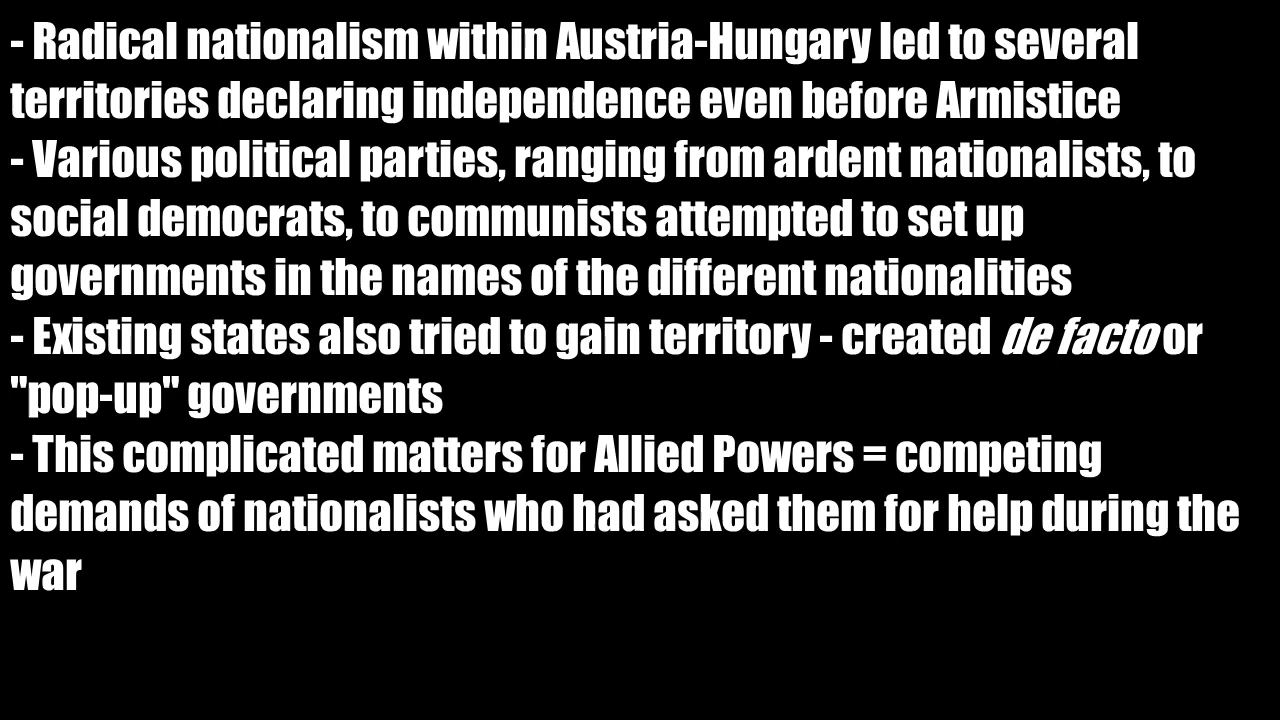 - Radical nationalism within Austria-Hungary led to several
territories declaring independence even before Armistice
- Various political parties, ranging from ardent nationalists, to
social democrats, to communists attempted to set up
governments in the names of the different nationalities
- Existing states also tried to gain territory - created de facto or
"pop-up" governments
- This complicated matters for Allied Powers = competing
demands of nationalists who had asked them for help during the
war